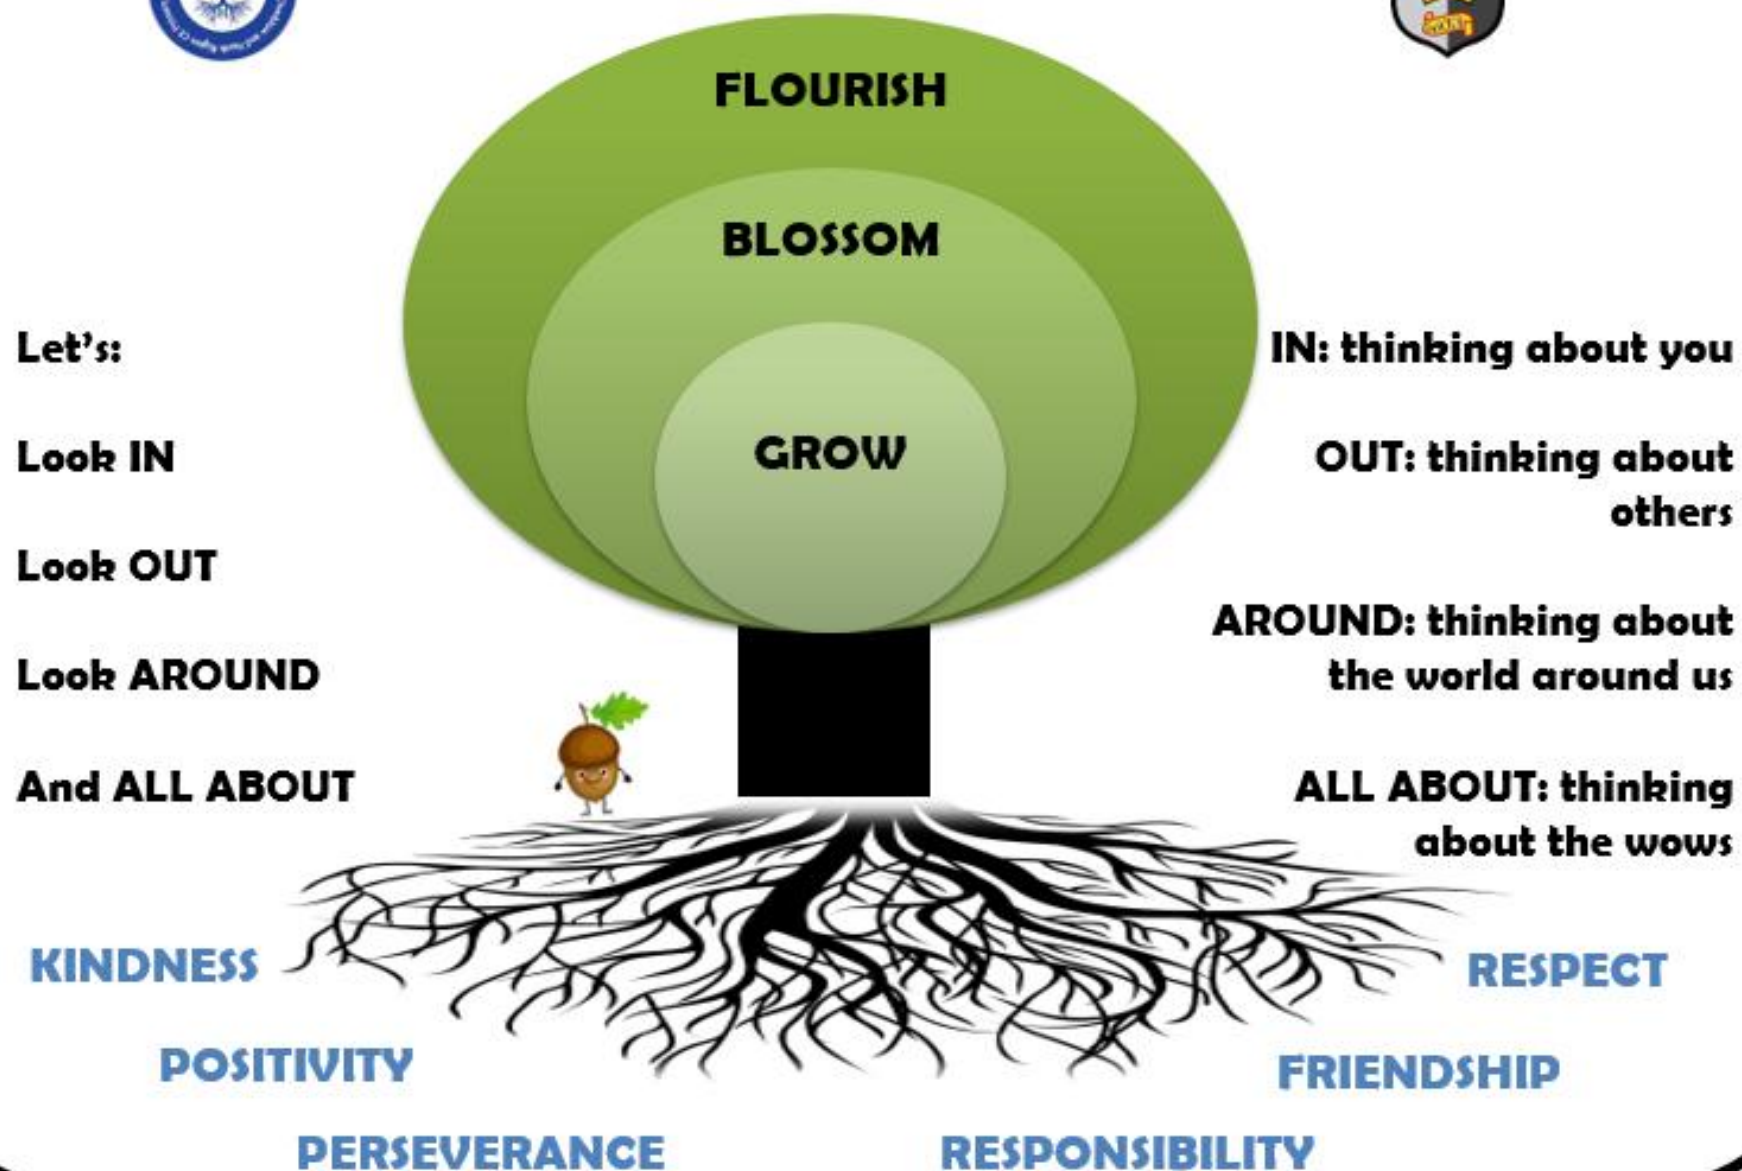 FLOURISH
BLOSSOM
GROW
Let's:
Look IN
Look OUT
Look AROUND
And ALL ABOUT
IN: thinking about you
OUT: thinking about
others
AROUND: thinking about
the world around us
ALL ABOUT: thinking
about the wows
KINDNESS
POSITIVITY
PERSEVERANCE
RESPONSIBILITY
FRIENDSHIP
RESPECT